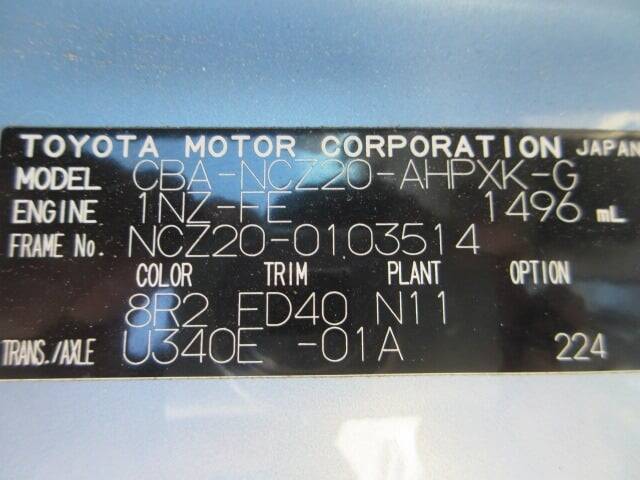 TOYOTA MOTOR CORPORATION JAPAN
MODEL CBA-NCZ20-AHPXK-G
ENGINE 1NZ-FE 1496 mL
FRAME No. NCZ20-0103514
COLOR TRIM PLANT OPTION
8R2 FD40 N11
TRANS./AXLE U340E -01A 224